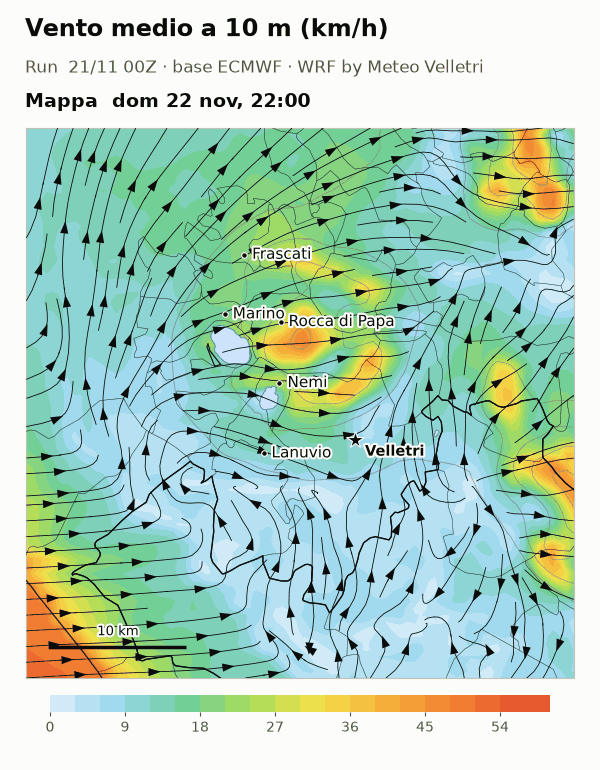 Vento medio a 10 m (km/h)
Run  21/11 00Z · base ECMWF · WRF by Meteo Velletri
Mappa  dom 22 nov, 22:00
Frascati
Marino
Rocca di Papa
Nemi
Lanuvio
Velletri
10 km
0 9 18 27 36 45 54